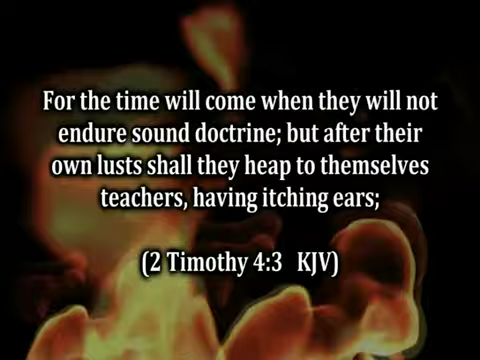 For the time will come when they will not
endure sound doctrine; but after their
own lusts shall they heap to themselves
teachers, having itching ears;
(2 Timothy 4:3 KJV)